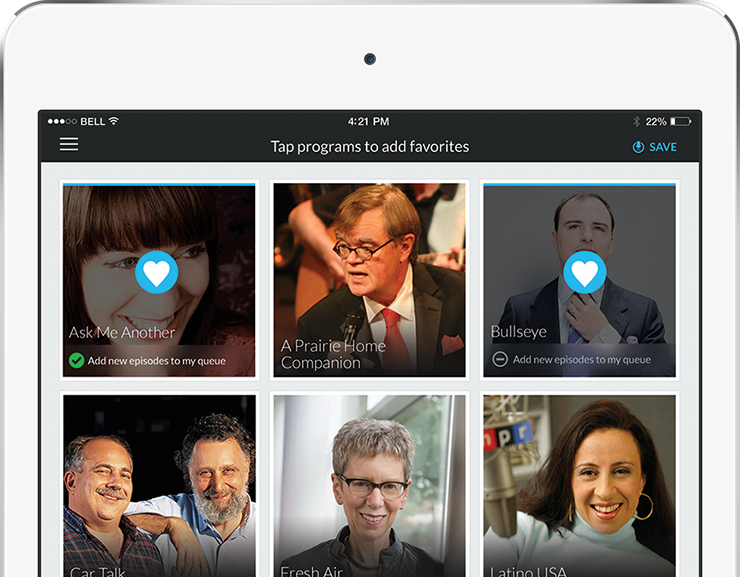 BELL
4:21 PM
22%
Tap programs to add favorites
SAVE
Ask Me Another
Add new episodes to my queue
A Prairie Home
Companion
Bullseye
Add new episodes to my queue
npr
Car Talk
Fresh Air
Latino USA